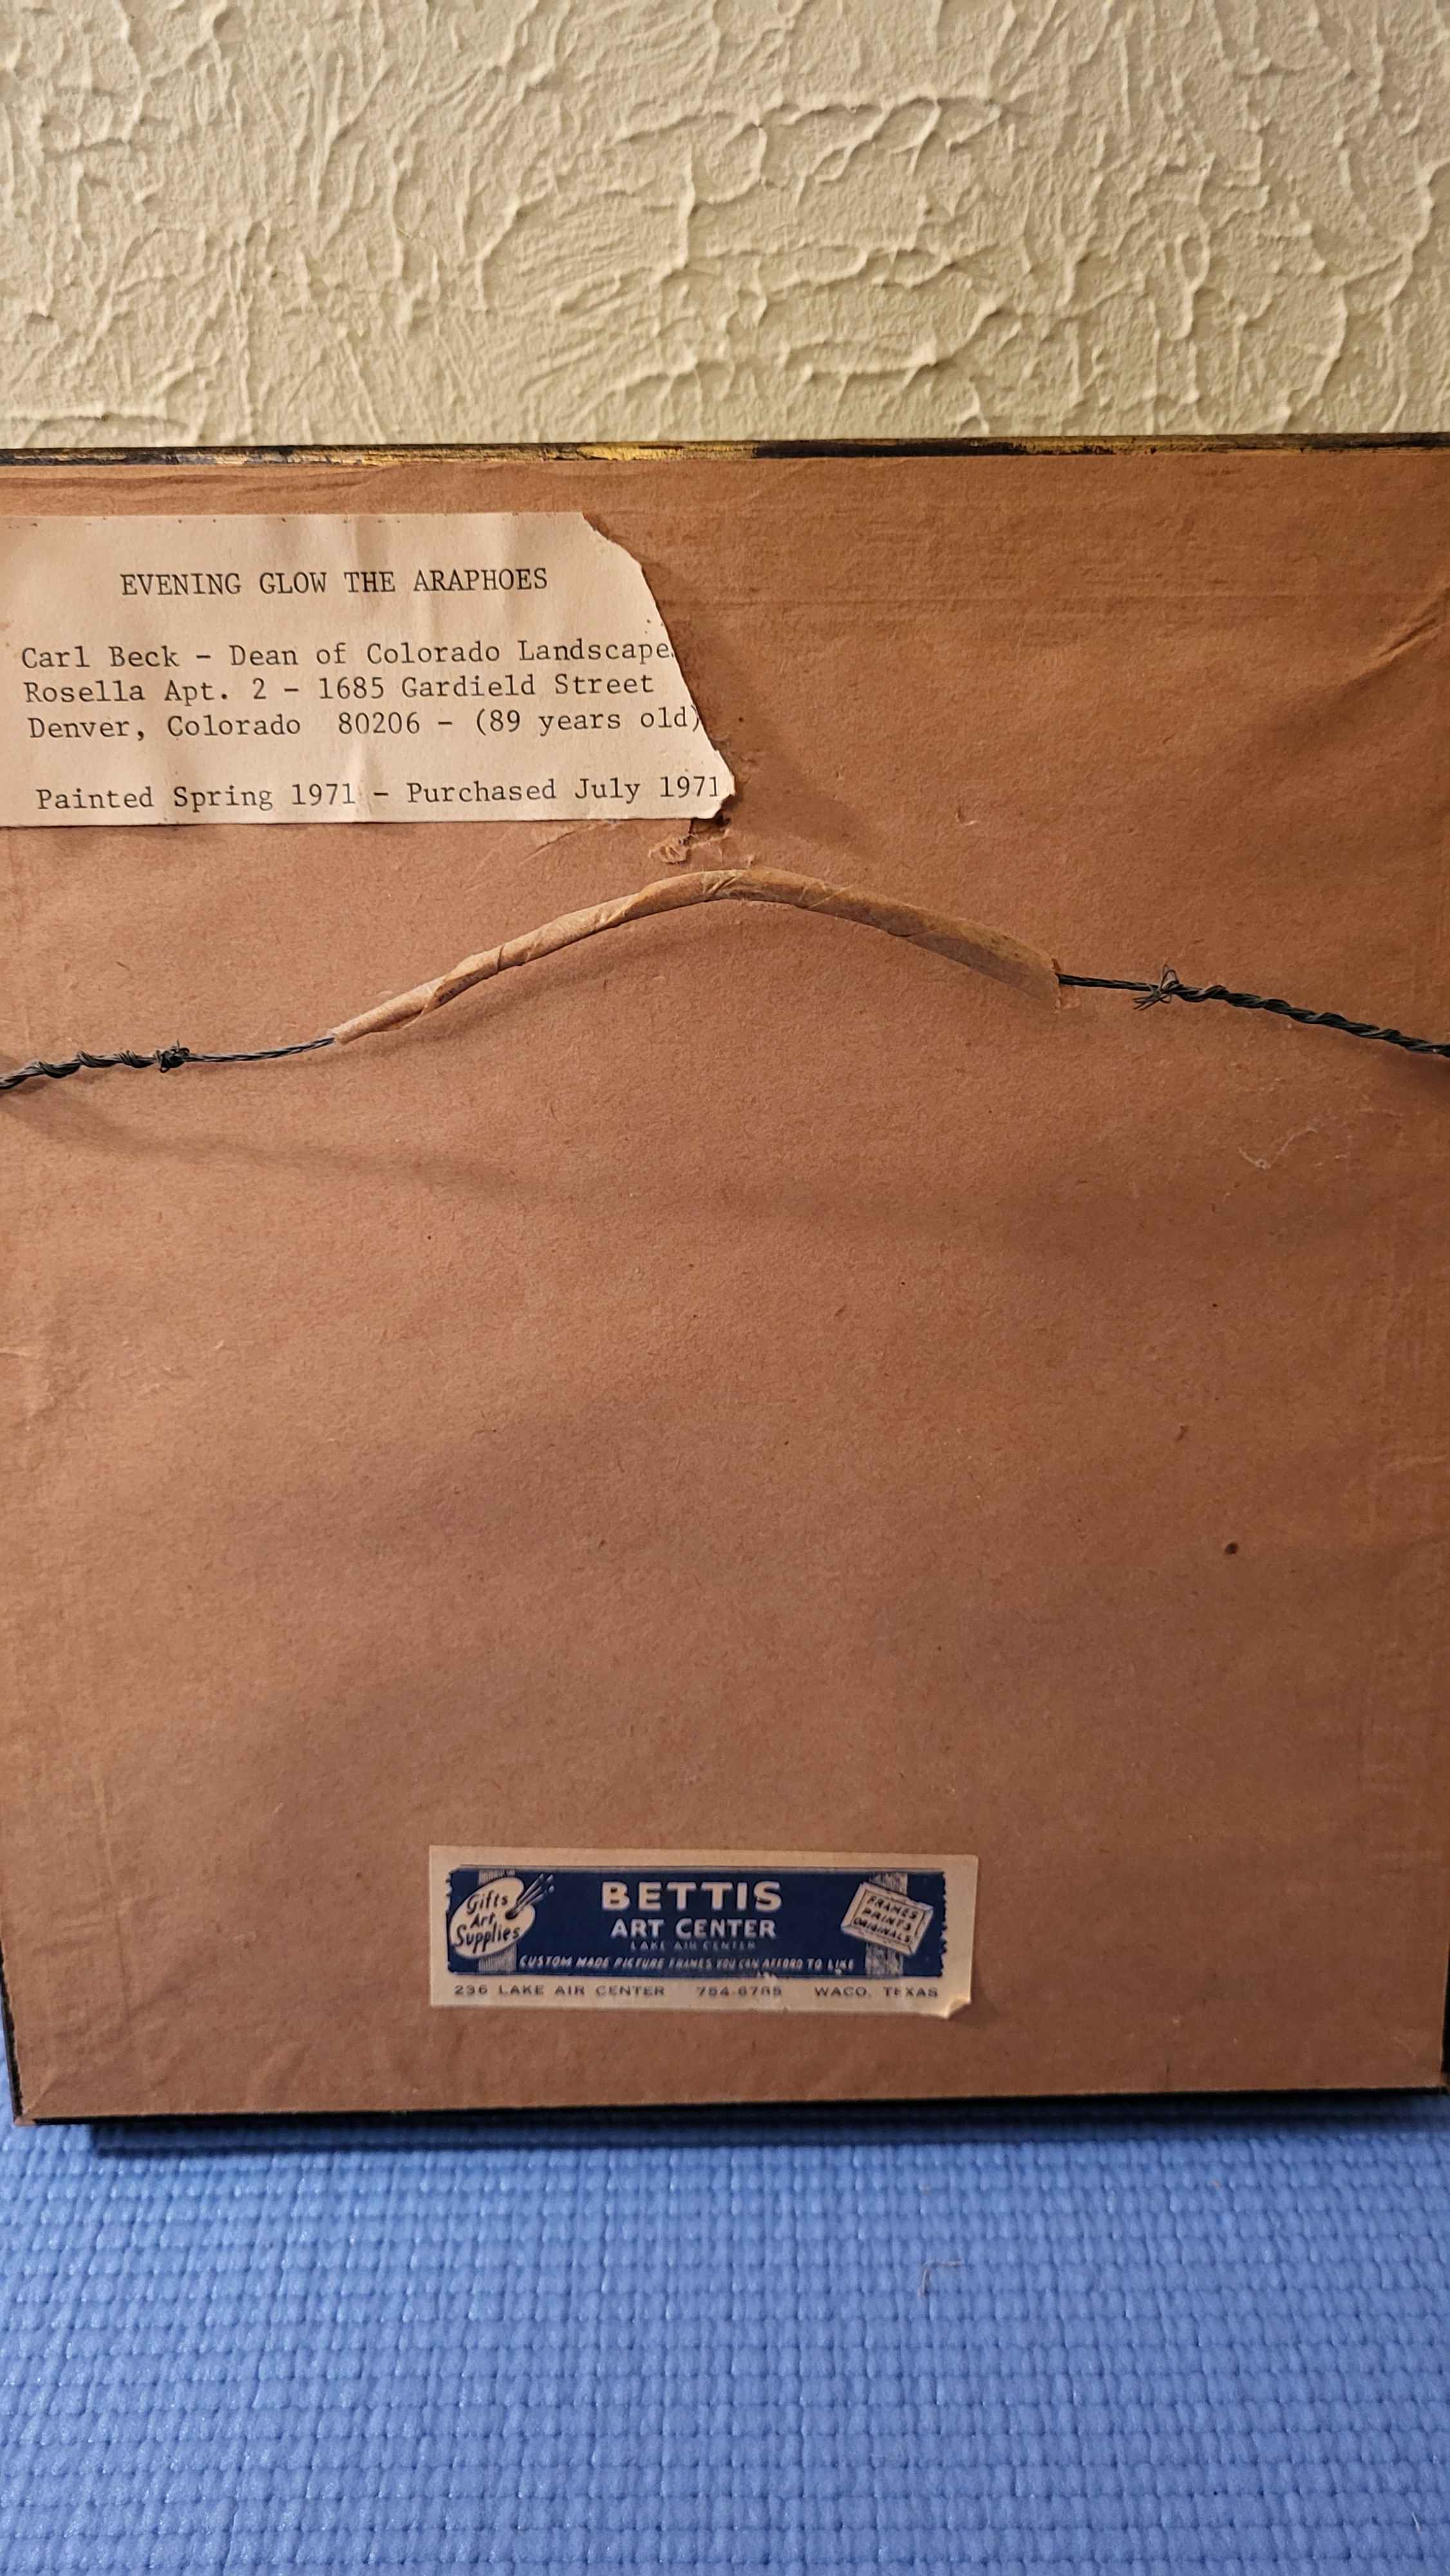 EVENING GLOW THE ARAPHOES
Carl Beck - Dean of Colorado Landscape
Rosella Apt. 2 - 1685 Gardield Street
Denver, Colorado 80206 - (89 years old)
Painted Spring 1971 - Purchased July 1971
Gifts
Art
Supplies
BETTIS
ART CENTER
LAKE AIR CENTER
CUSTOM MADE PICTURE FRAMES YOU CAN AFFORD TO LIKE
FRAMES
PRINTS
ORIGINALS
236 LAKE AIR CENTER WACO, TEXAS